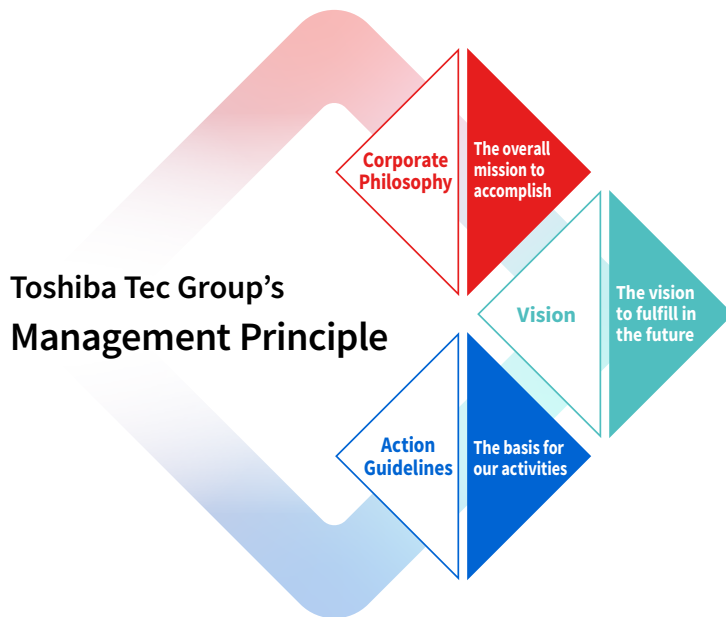 Toshiba Tec Group’s
Management Principle
Corporate
Philosophy
The overall
mission to
accomplish
Vision
The vision
to fulfill in
the future
Action
Guidelines
The basis for
our activities